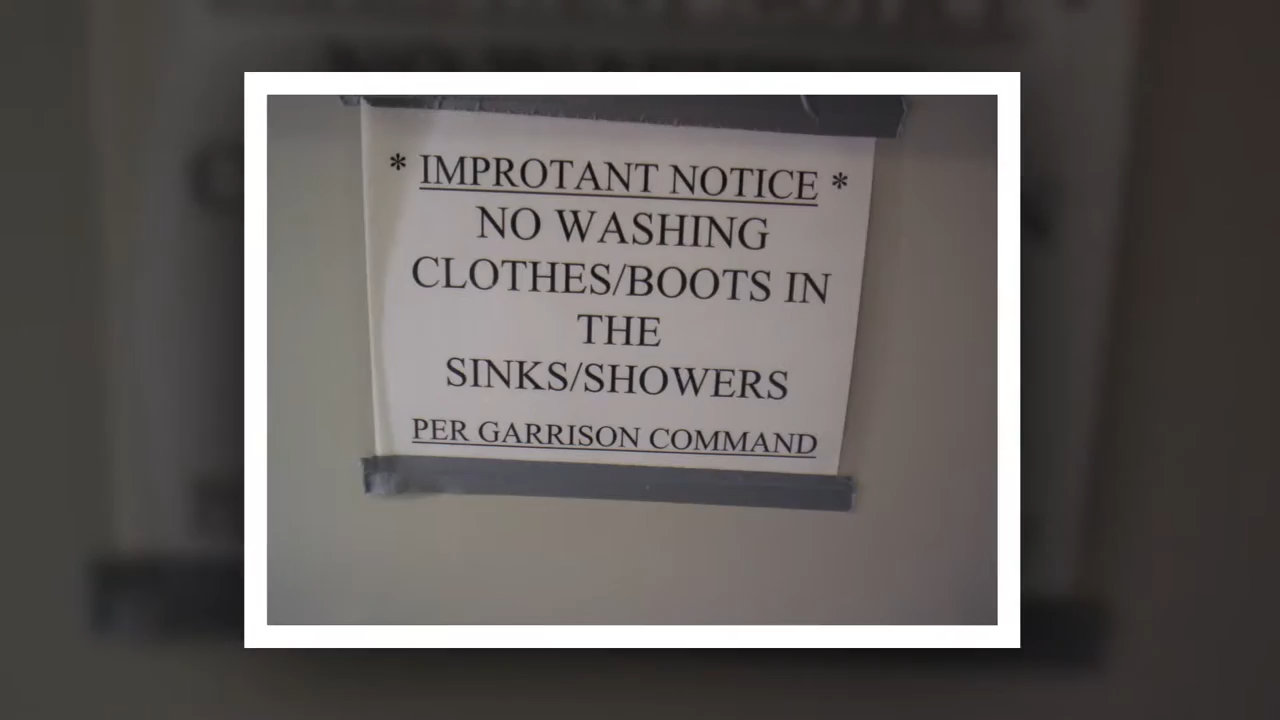 * IMPROTANT NOTICE *
NO WASHING
CLOTHES/BOOTS IN
THE
SINKS/SHOWERS
PER GARRISON COMMAND